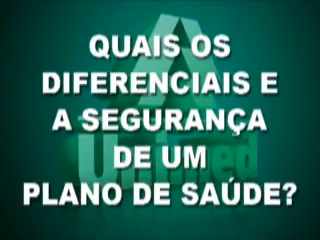 QUAIS OS
DIFERENCIAIS E
A SEGURANÇA
DE UM
PLANO DE SAÚDE?